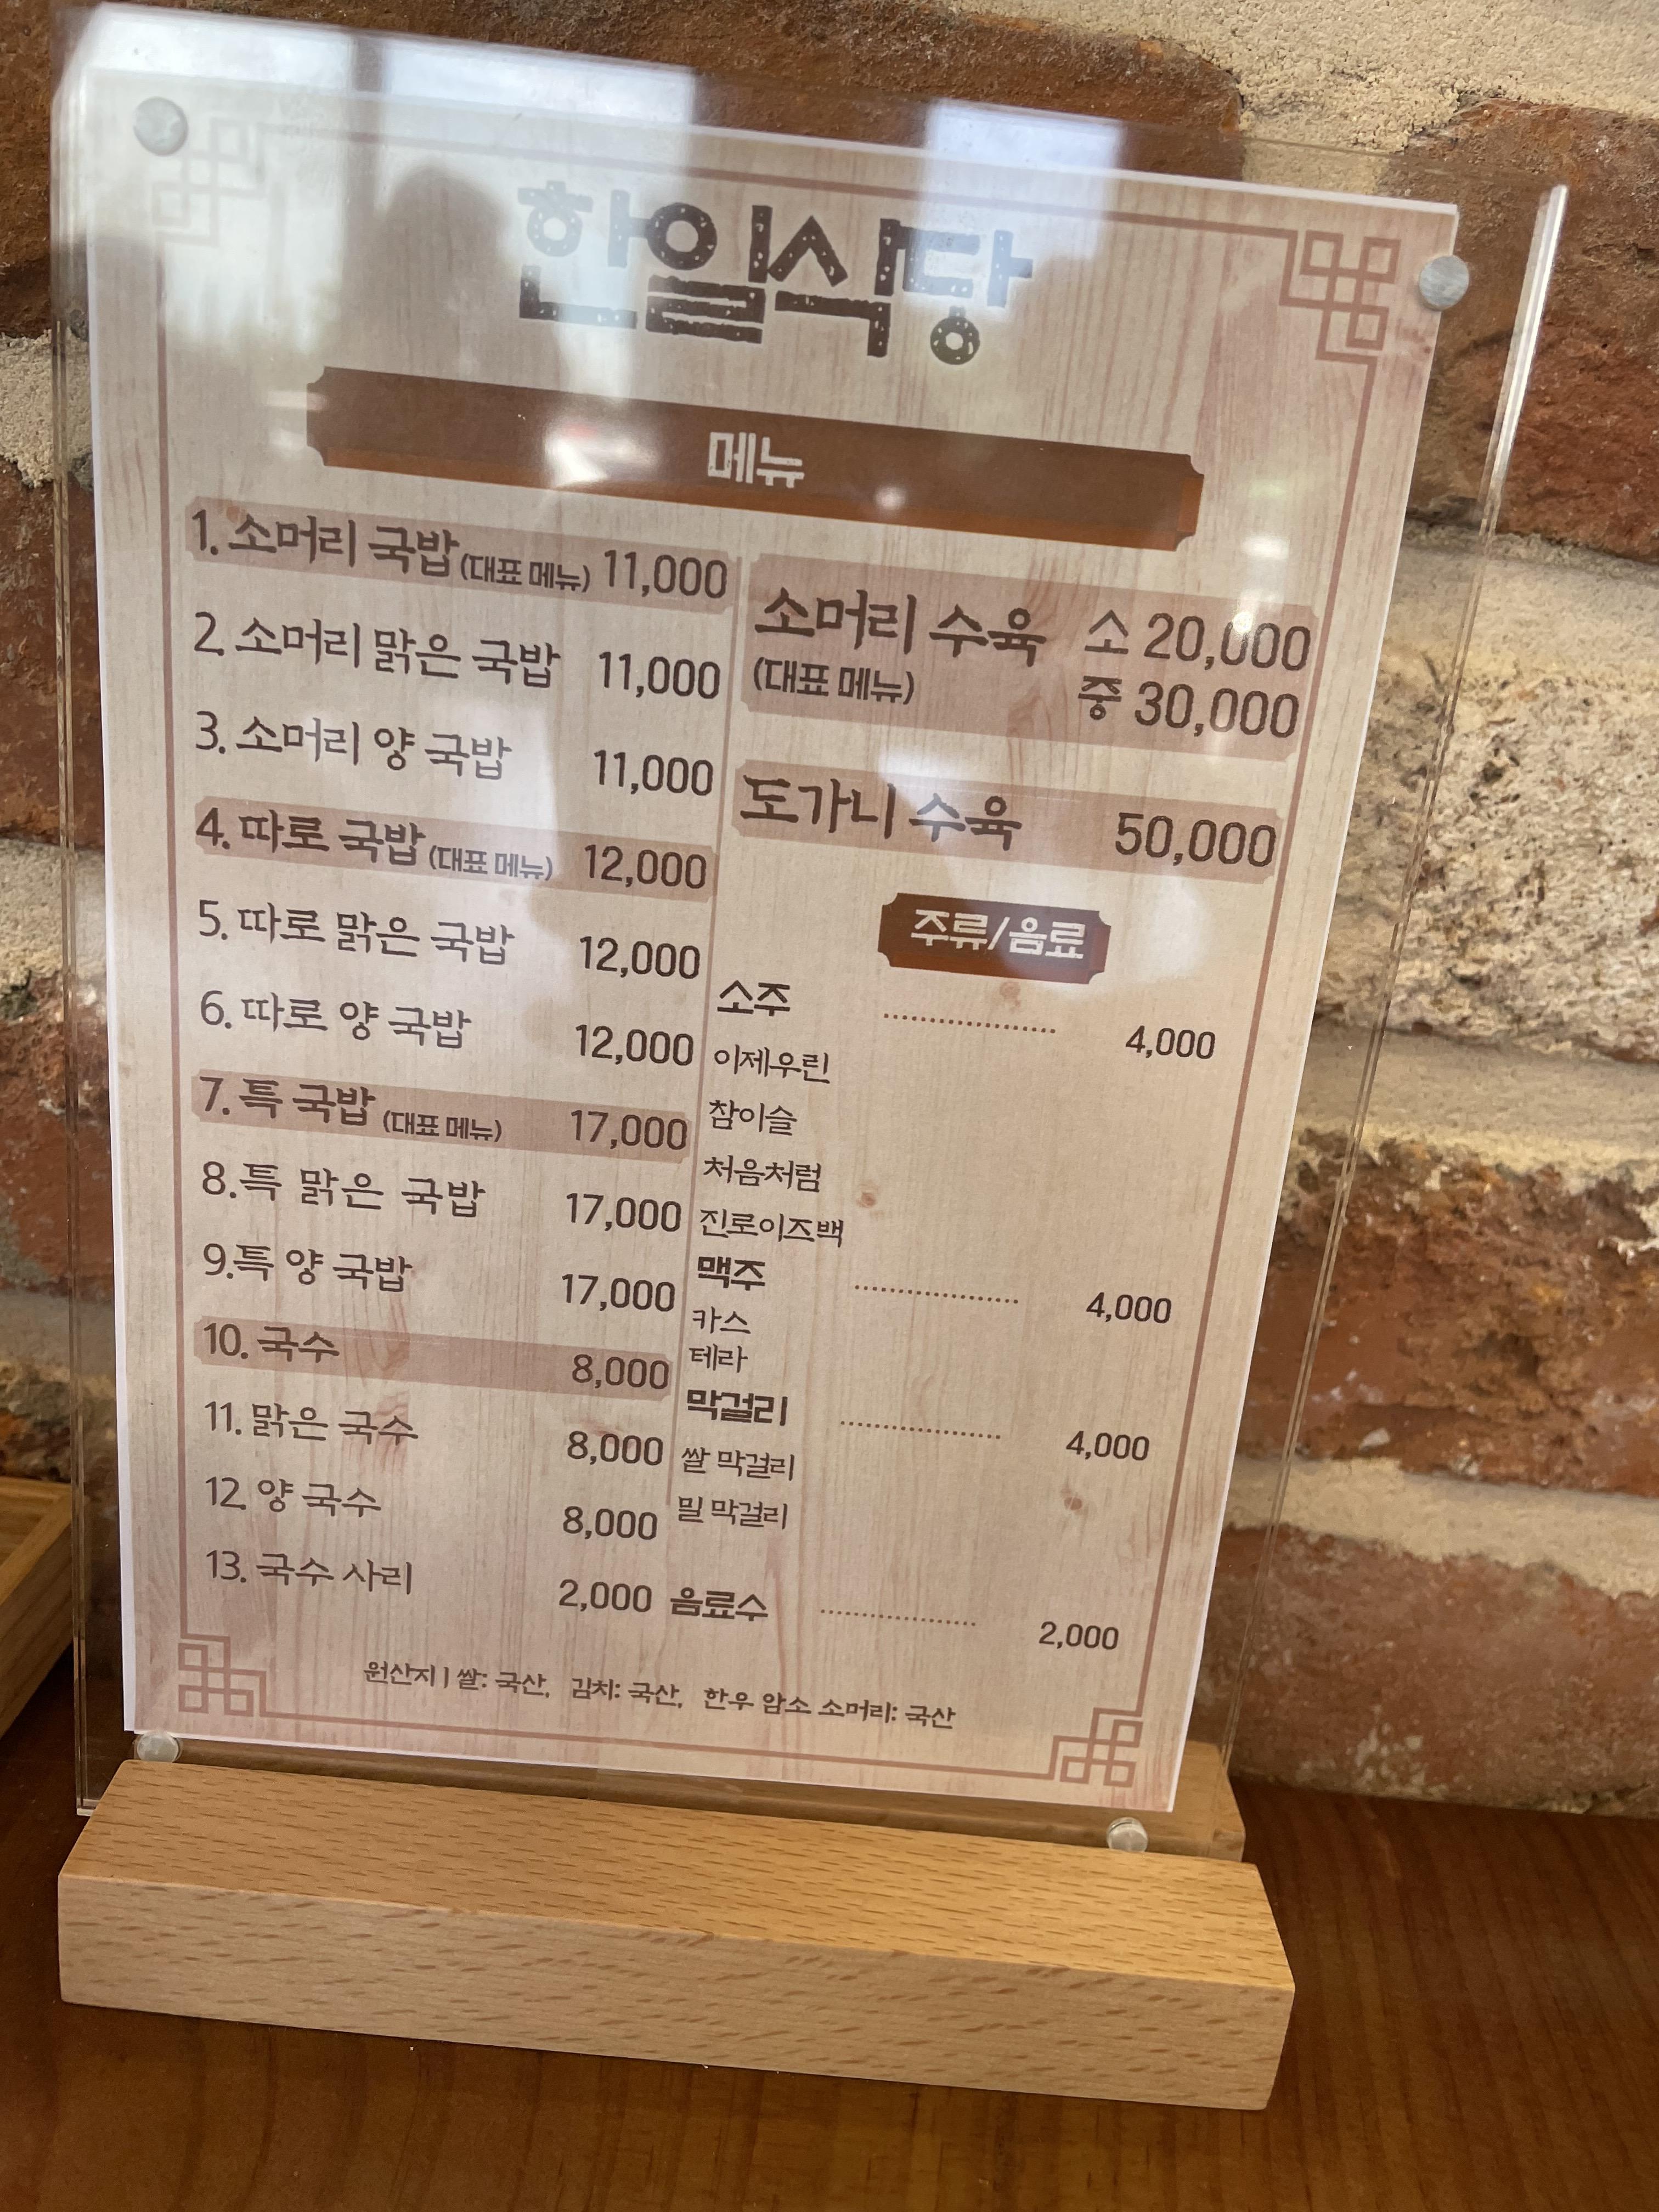 한일식당
메뉴
1. 소머리 국밥 (대표 메뉴) 11,000
2. 소머리 맑은 국밥 11,000
3. 소머리 양 국밥 11,000
4. 따로 국밥 (대표 메뉴) 12,000
5. 따로 맑은 국밥 12,000
6. 따로 양 국밥 12,000
7. 특 국밥 (대표 메뉴) 17,000
8. 특 맑은 국밥 17,000
9. 특 양 국밥 17,000
10. 국수 8,000
11. 맑은 국수 8,000
12. 양 국수 8,000
13. 국수 사리 2,000
소머리 수육 소 20,000
(대표 메뉴) 중 30,000
도가니 수육 50,000
주류/음료
소주 .................... 4,000
이제우린
참이슬
처음처럼
진로이즈백
맥주 .................... 4,000
카스
테라
막걸리 .................... 4,000
쌀 막걸리
밀 막걸리
음료수 .................... 2,000
원산지 | 쌀: 국산, 김치: 국산, 한우 암소 소머리: 국산